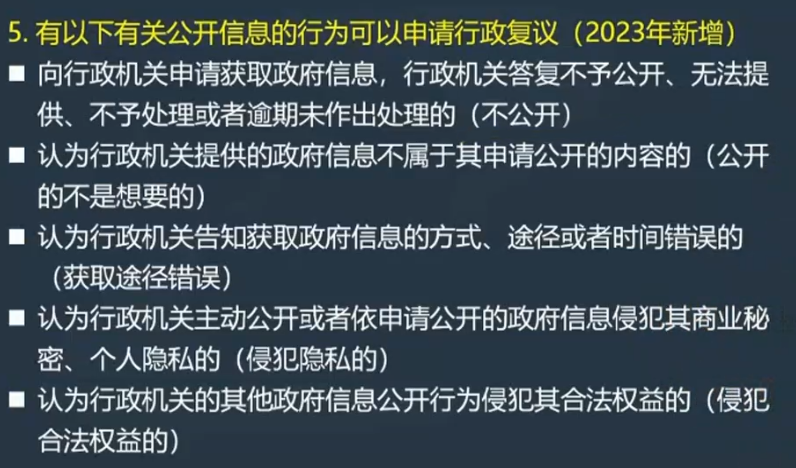 5. 有以下有关公开信息的行为可以申请行政复议（2023年新增）
■ 向行政机关申请获取政府信息，行政机关答复不予公开、无法提
供、不予处理或者逾期未作出处理的（不公开）
■ 认为行政机关提供的政府信息不属于其申请公开的内容的（公开
的不是想要的）
■ 认为行政机关告知获取政府信息的方式、途径或者时间错误的
（获取途径错误）
■ 认为行政机关主动公开或者依申请公开的政府信息侵犯其商业秘
密、个人隐私的（侵犯隐私的）
■ 认为行政机关的其他政府信息公开行为侵犯其合法权益的（侵犯
合法权益的）